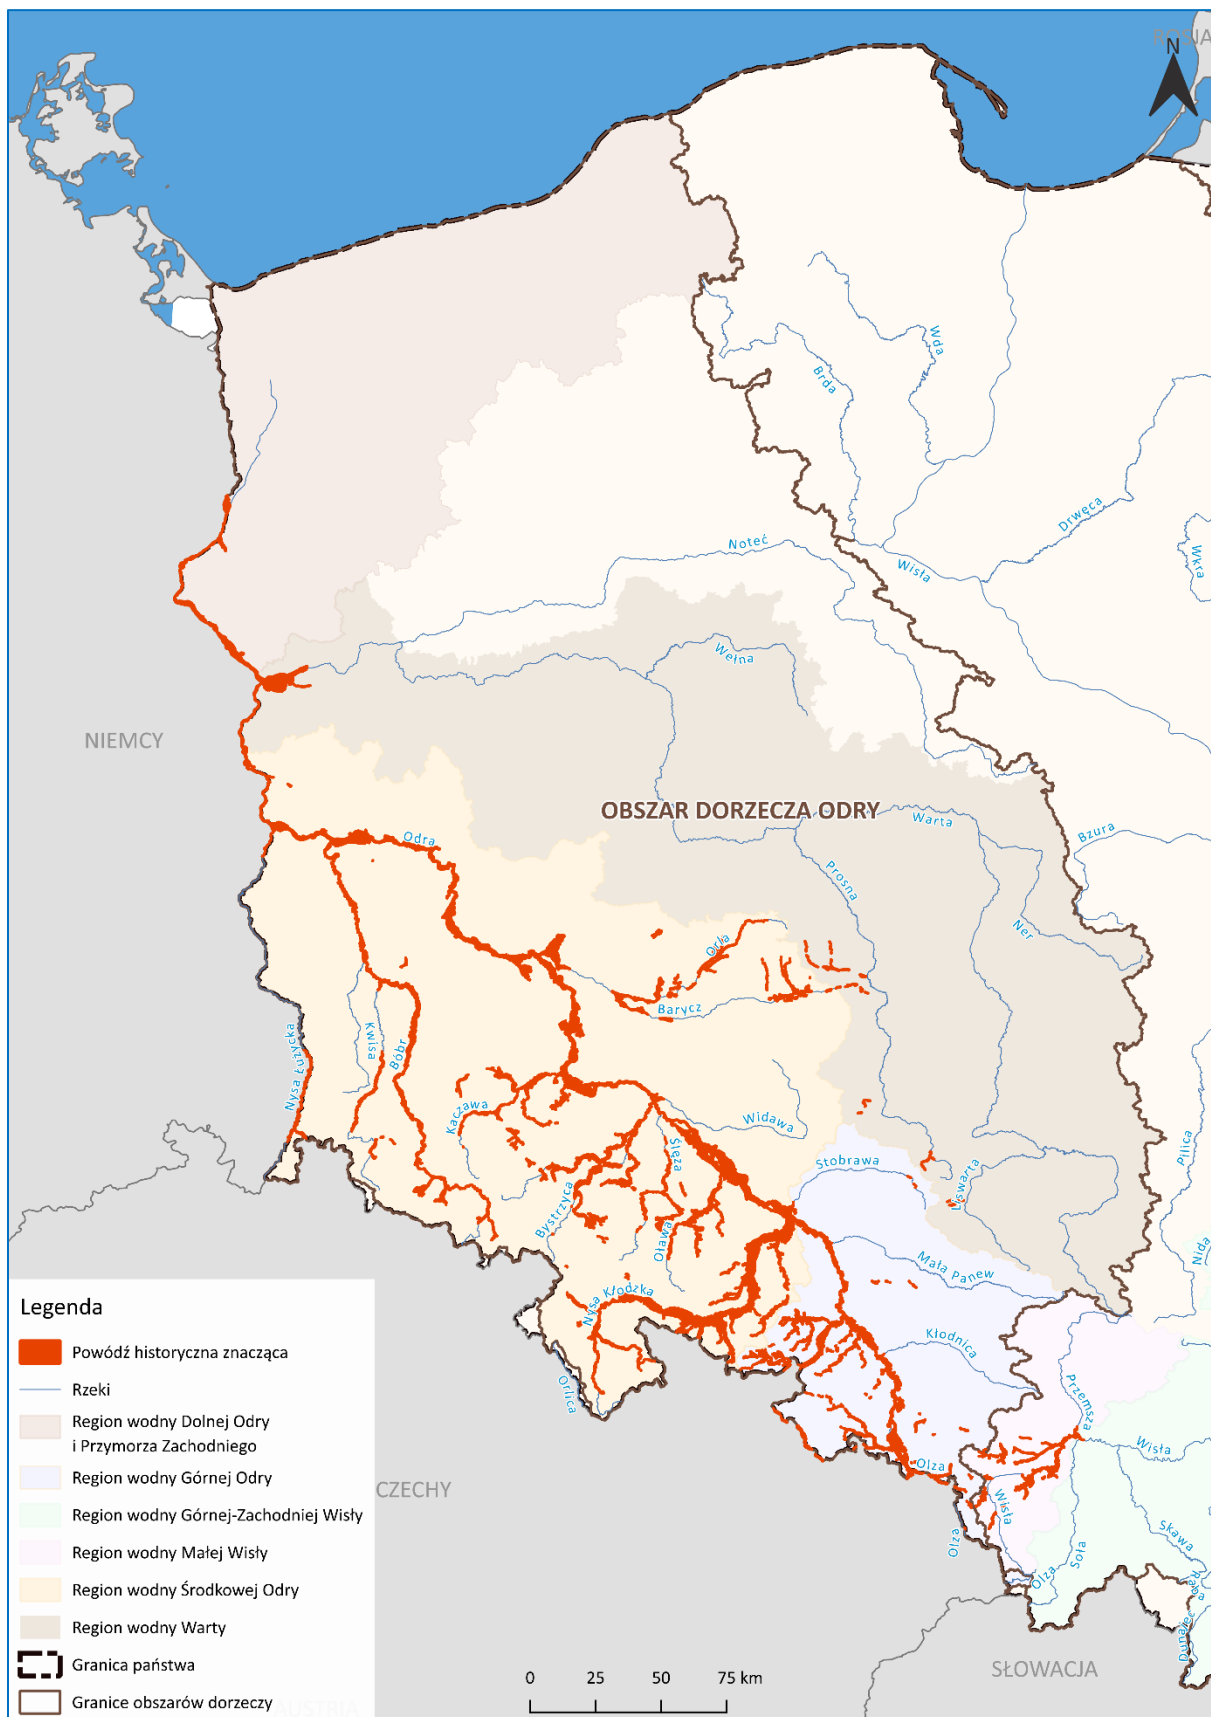 ROSJA
N
Wda
Brda
Drwęca
Wkra
Noteć
Wisła
Wełna
NIEMCY
OBSZAR DORZECZA ODRY
Warta
Bzura
Odra
Prosna
Ner
Orla
Barycz
Nysa Łużycka
Kwisa
Bóbr
Kaczawa
Widawa
Ślęza
Stobrawa
Liswarta
Pilica
Bystrzyca
Oława
Mała Panew
Nida
Nysa Kłodzka
Kłodnica
Orlica
Przemsza
Wisła
Olza
CZECHY
Wisła
Olza
Soła
Skawa
Olza
Raba
Dunajec
SŁOWACJA
Legenda
Powódź historyczna znacząca
Rzeki
Region wodny Dolnej Odry
i Przymorza Zachodniego
Region wodny Górnej Odry
Region wodny Górnej-Zachodniej Wisły
Region wodny Małej Wisły
Region wodny Środkowej Odry
Region wodny Warty
Granica państwa
Granice obszarów dorzeczy
AUSTRIA
0 25 50 75 km